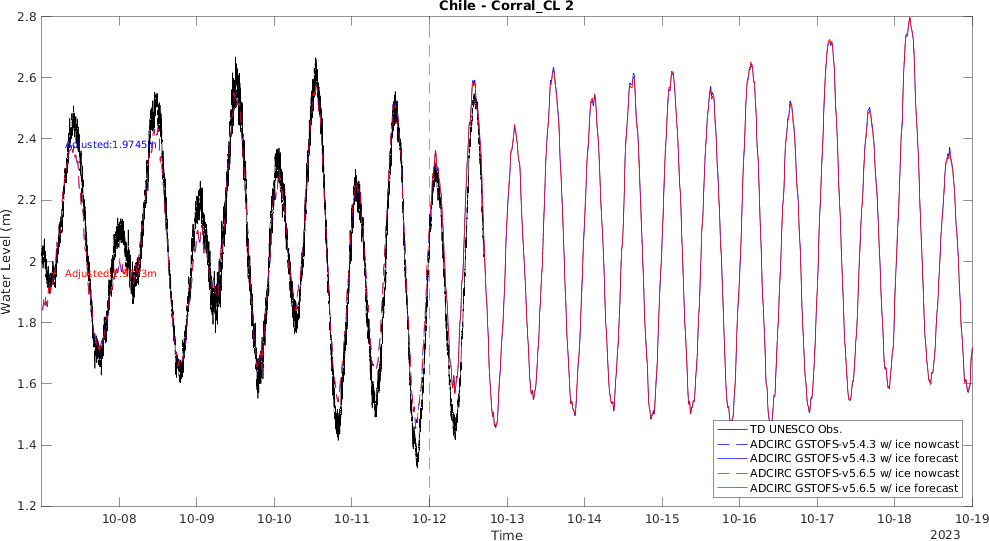 Chile - Corral_CL 2
Water Level (m)
2.8
2.6
2.4
2.2
2
1.8
1.6
1.4
1.2
Adjusted:1.9745m
10-08
10-09
10-10
10-11
10-12
10-13
10-14
10-15
10-16
10-17
10-18
10-19
Time
2023
TD UNESCO Obs.
ADCIRC GSTOFS-v5.4.3 w/ ice nowcast
ADCIRC GSTOFS-v5.4.3 w/ ice forecast
ADCIRC GSTOFS-v5.6.5 w/ ice nowcast
ADCIRC GSTOFS-v5.6.5 w/ ice forecast